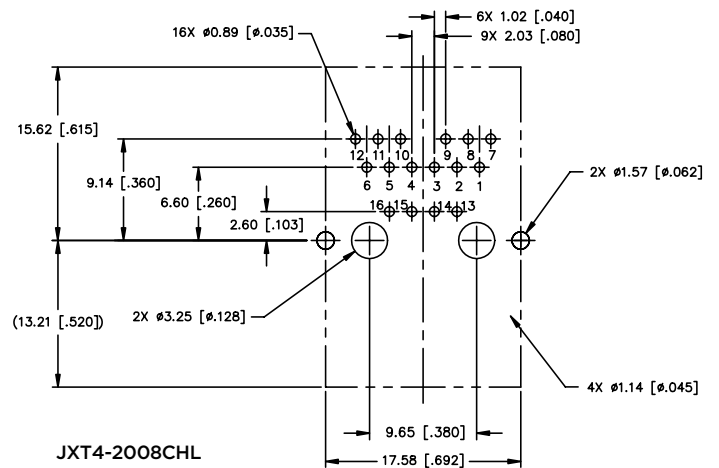 6X 1.02 [.040]
16X ø0.89 [ø.035]
9X 2.03 [.080]
15.62 [.615]
12 11 10 9 8 7
9.14 [.360]
6 5 4 3 2 1
2X ø1.57 [ø.062]
6.60 [.260]
2.60 [.103]
16 15 14 13
(13.21 [.520])
2X ø3.25 [ø.128]
4X ø1.14 [ø.045]
9.65 [.380]
JXT4-2008CHL
17.58 [.692]